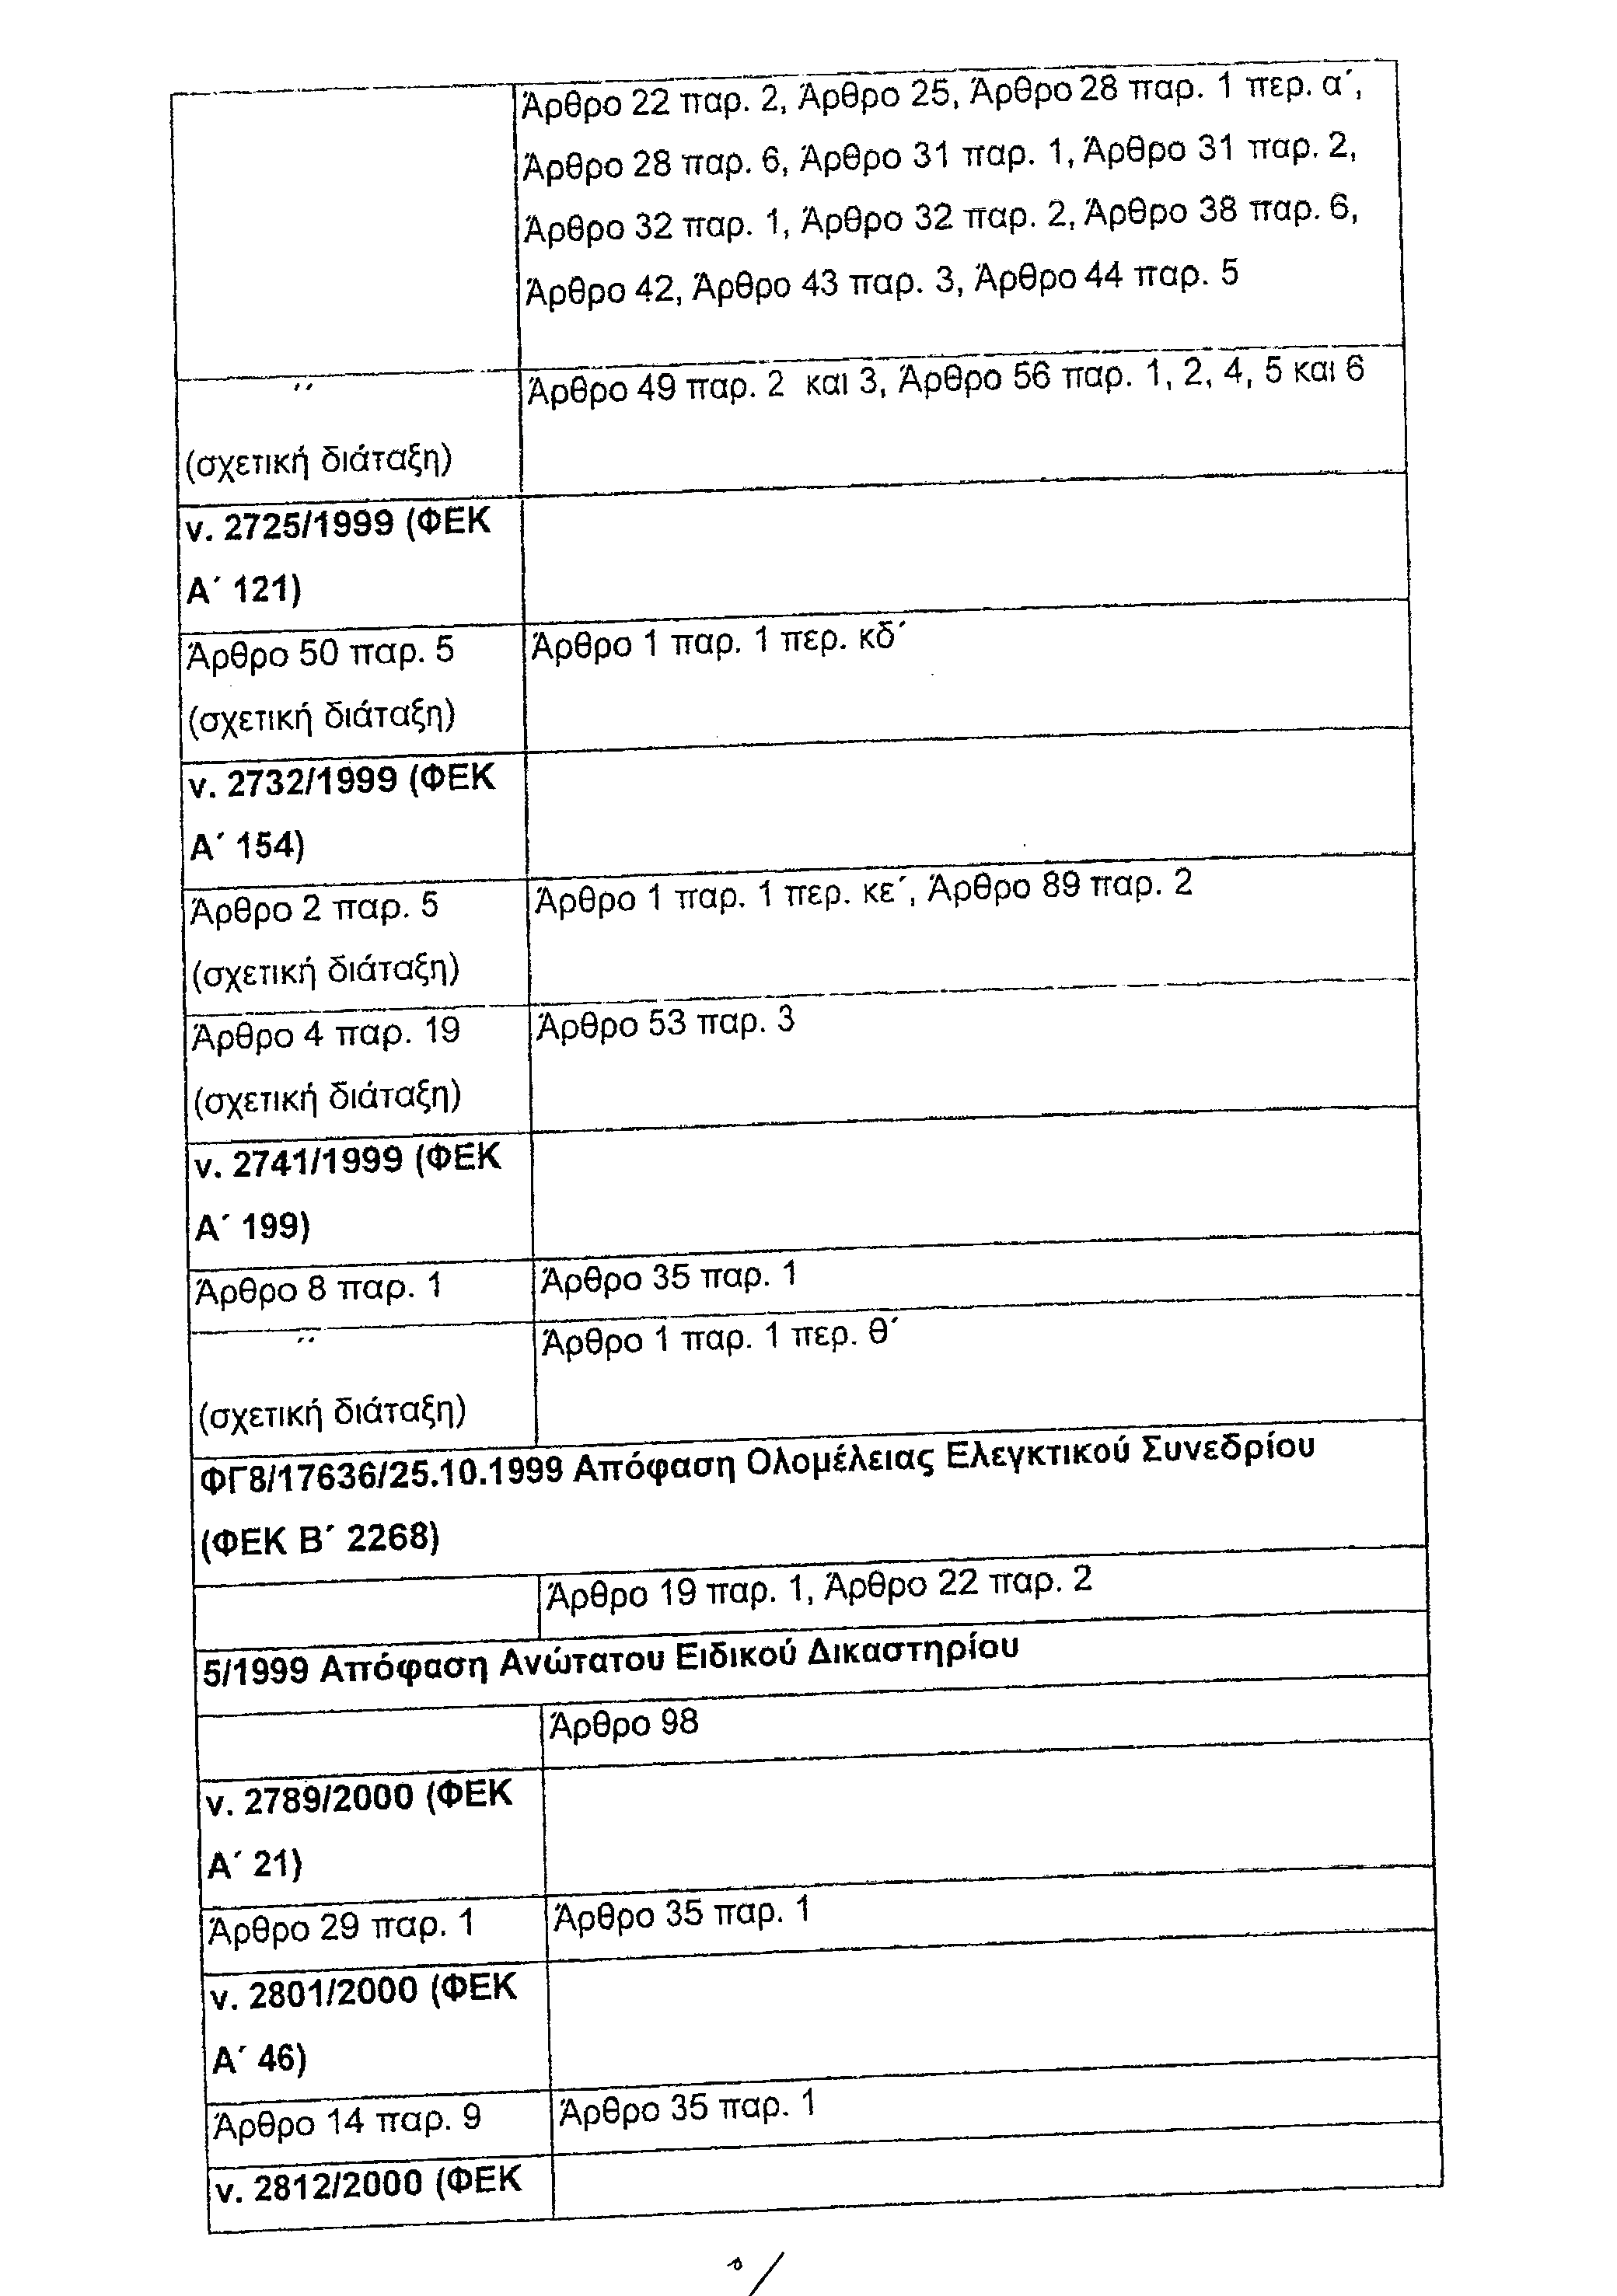 Άρθρο 22 παρ. 2, Άρθρο 25, Άρθρο 28 παρ. 1 περ. α΄,
Άρθρο 28 παρ. 6, Άρθρο 31 παρ. 1, Άρθρο 31 παρ. 2,
Άρθρο 32 παρ. 1, Άρθρο 32 παρ. 2, Άρθρο 38 παρ. 6,
Άρθρο 42, Άρθρο 43 παρ. 3, Άρθρο 44 παρ. 5
΄΄ Άρθρο 49 παρ. 2 και 3, Άρθρο 56 παρ. 1, 2, 4, 5 και 6
(σχετική διάταξη)
ν. 2725/1999 (ΦΕΚ
Α΄ 121)
Άρθρο 50 παρ. 5 Άρθρο 1 παρ. 1 περ. κδ΄
(σχετική διάταξη)
ν. 2732/1999 (ΦΕΚ
Α΄ 154)
Άρθρο 2 παρ. 5 Άρθρο 1 παρ. 1 περ. κε΄, Άρθρο 89 παρ. 2
(σχετική διάταξη)
Άρθρο 4 παρ. 19 Άρθρο 53 παρ. 3
(σχετική διάταξη)
ν. 2741/1999 (ΦΕΚ
Α΄ 199)
Άρθρο 8 παρ. 1 Άρθρο 35 παρ. 1
΄΄ Άρθρο 1 παρ. 1 περ. θ΄
(σχετική διάταξη)
ΦΓ8/17636/25.10.1999 Απόφαση Ολομέλειας Ελεγκτικού Συνεδρίου
(ΦΕΚ Β΄ 2268)
Άρθρο 19 παρ. 1, Άρθρο 22 παρ. 2
5/1999 Απόφαση Ανώτατου Ειδικού Δικαστηρίου
Άρθρο 98
ν. 2789/2000 (ΦΕΚ
Α΄ 21)
Άρθρο 29 παρ. 1 Άρθρο 35 παρ. 1
ν. 2801/2000 (ΦΕΚ
Α΄ 46)
Άρθρο 14 παρ. 9 Άρθρο 35 παρ. 1
ν. 2812/2000 (ΦΕΚ